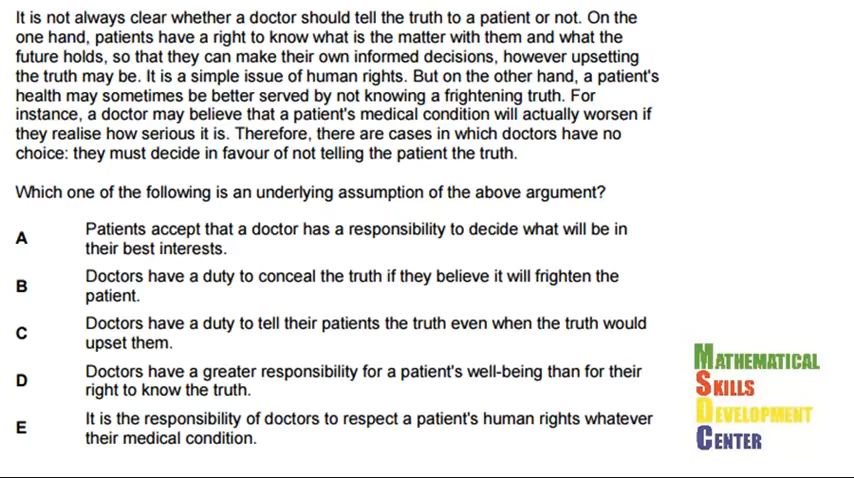 It is not always clear whether a doctor should tell the truth to a patient or not. On the
one hand, patients have a right to know what is the matter with them and what the
future holds, so that they can make their own informed decisions, however upsetting
the truth may be. It is a simple issue of human rights. But on the other hand, a patient's
health may sometimes be better served by not knowing a frightening truth. For
instance, a doctor may believe that a patient's medical condition will actually worsen if
they realise how serious it is. Therefore, there are cases in which doctors have no
choice: they must decide in favour of not telling the patient the truth.
Which one of the following is an underlying assumption of the above argument?
A Patients accept that a doctor has a responsibility to decide what will be in
their best interests.
B Doctors have a duty to conceal the truth if they believe it will frighten the
patient.
C Doctors have a duty to tell their patients the truth even when the truth would
upset them.
D Doctors have a greater responsibility for a patient's well-being than for their
right to know the truth.
E It is the responsibility of doctors to respect a patient's human rights whatever
their medical condition.
MATHEMATICAL
SKILLS
DEVELOPMENT
CENTER